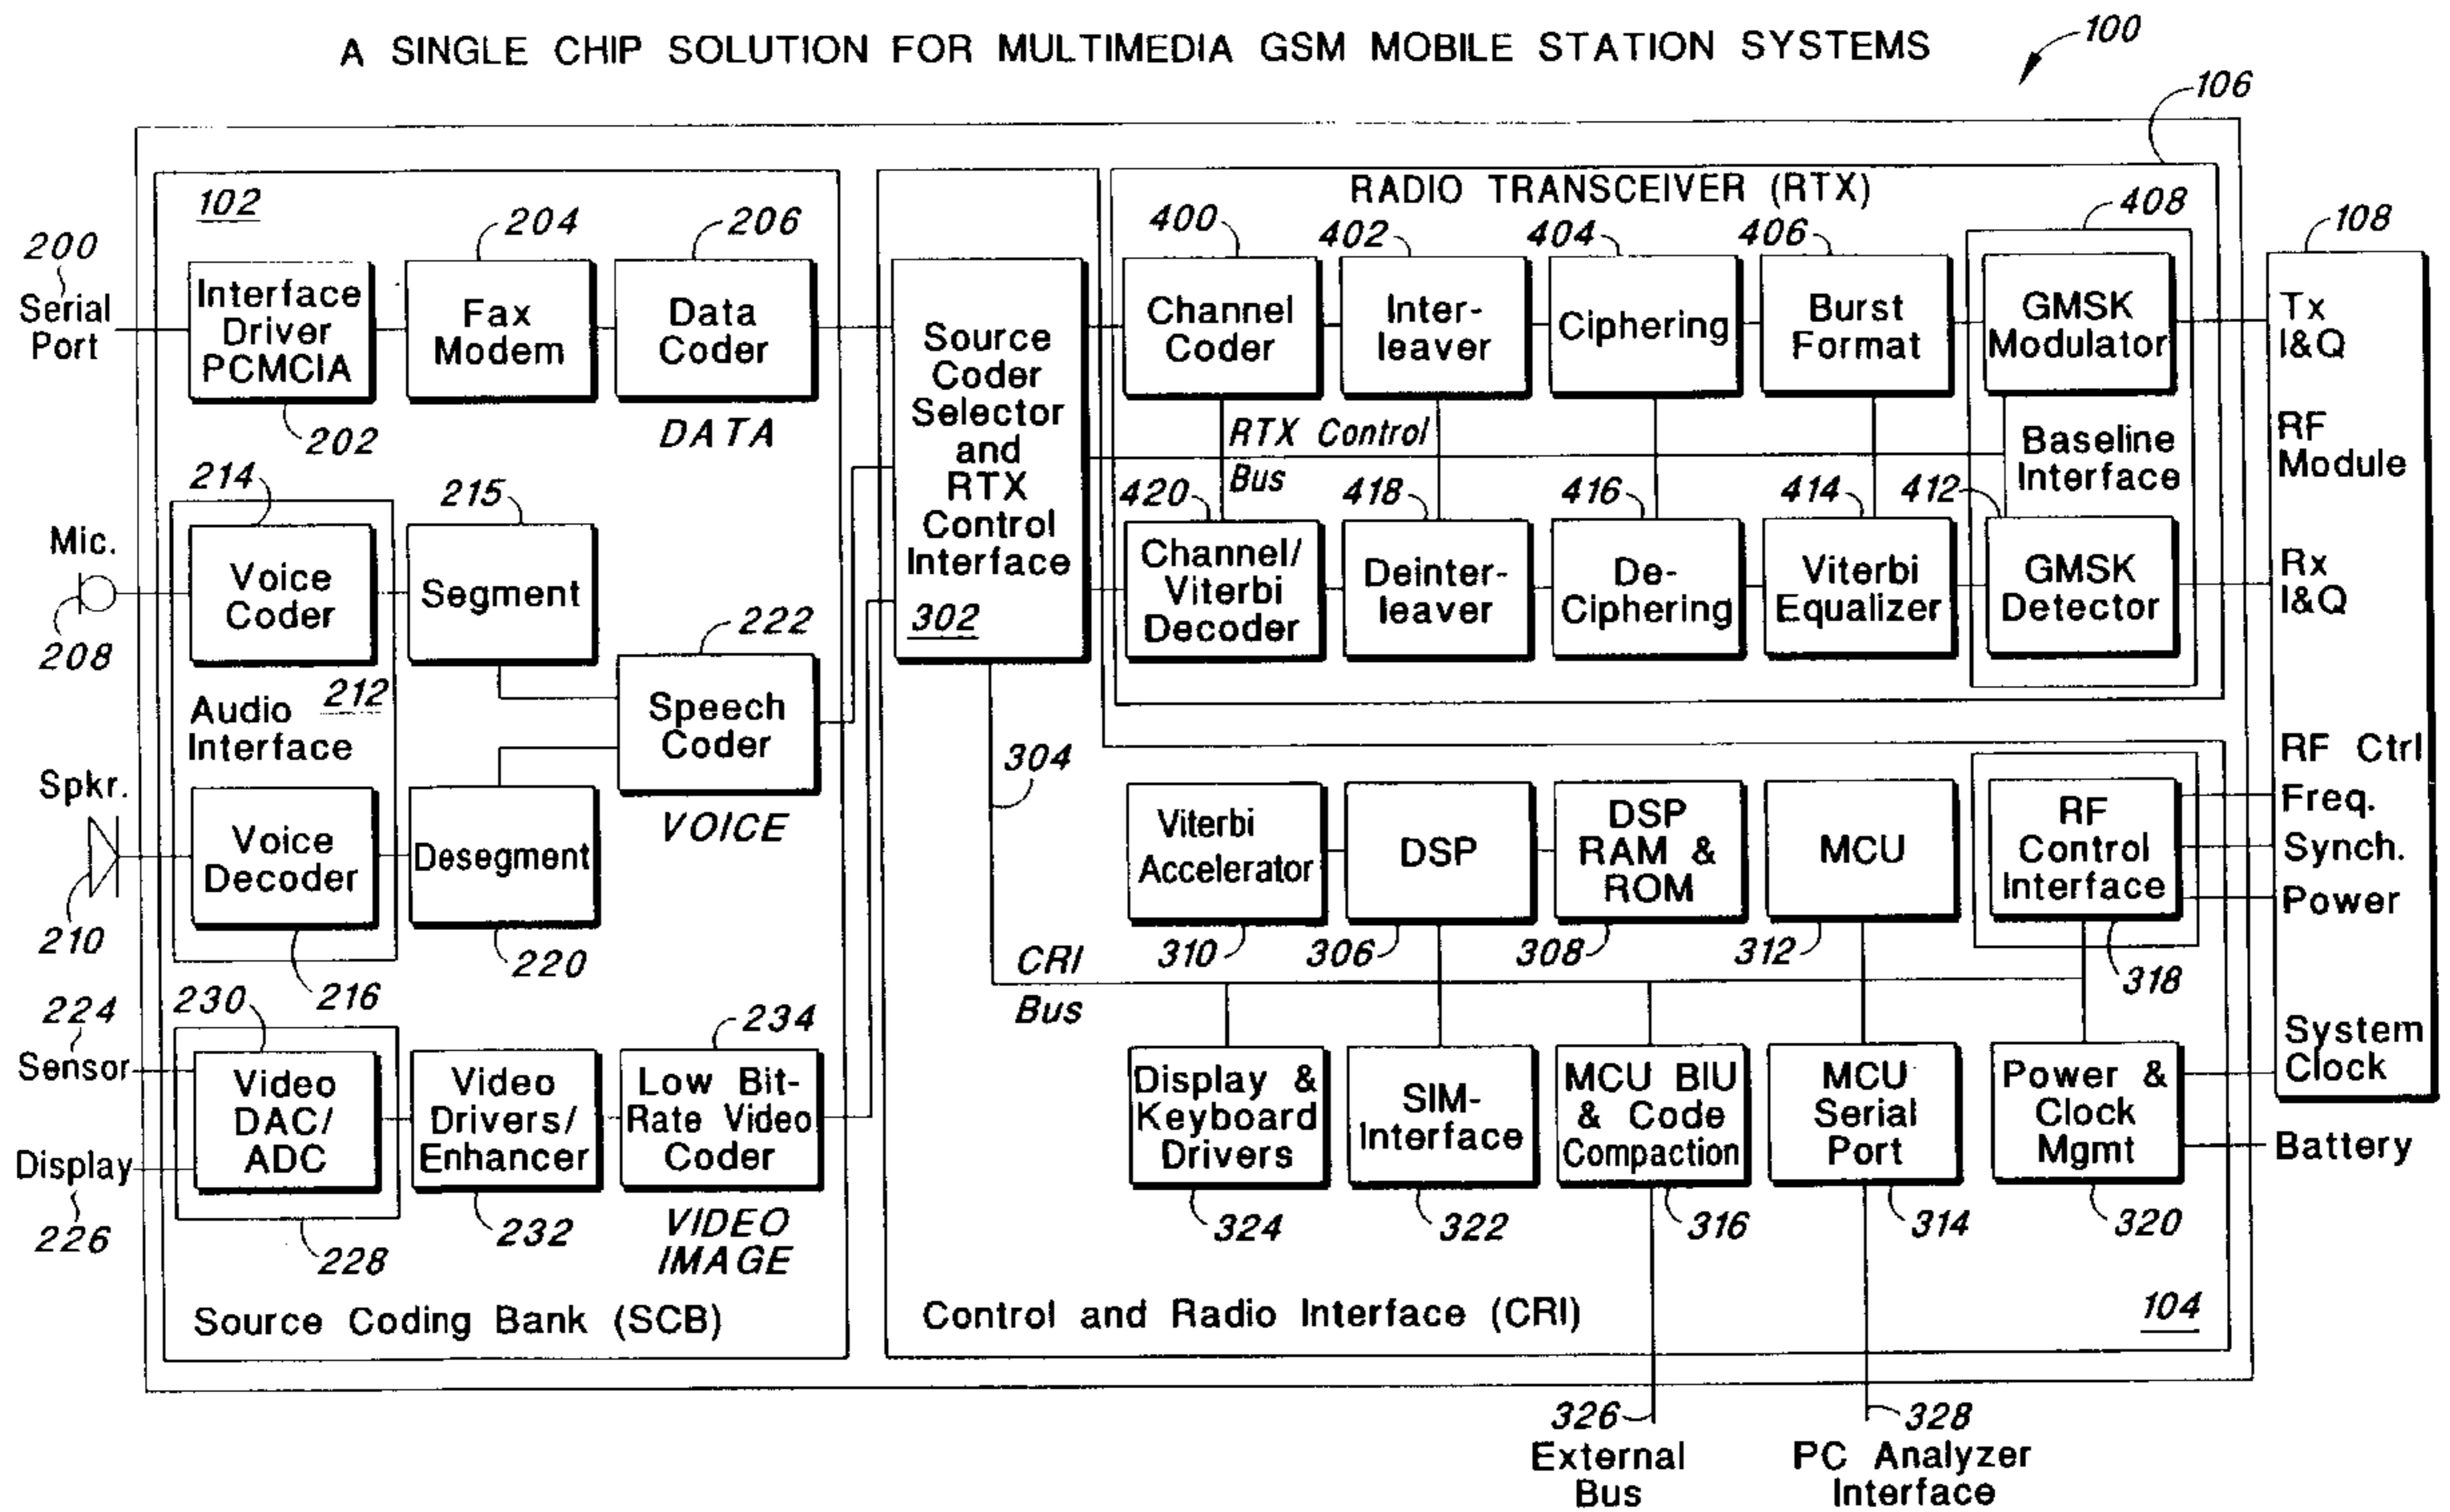 A SINGLE CHIP SOLUTION FOR MULTIMEDIA GSM MOBILE STATION SYSTEMS
100
106
102
200
Serial
Port
Interface
Driver
PCMCIA
202
204
Fax
Modem
206
Data
Coder
DATA
Mic.
208
214
Voice
Coder
215
Segment
212
Audio
Interface
222
Speech
Coder
VOICE
Spkr.
210
Voice
Decoder
216
Desegment
220
224
Sensor
Display
226
230
Video
DAC/
ADC
228
Video
Drivers/
Enhancer
232
234
Low Bit-
Rate Video
Coder
VIDEO
IMAGE
Source Coding Bank (SCB)
Source
Coder
Selector
and
RTX
Control
Interface
302
RADIO TRANSCEIVER (RTX)
400
Channel
Coder
402
Inter-
leaver
404
Ciphering
406
Burst
Format
408
GMSK
Modulator
RTX Control
Bus
Baseline
Interface
420
Channel/
Viterbi
Decoder
418
Deinter-
leaver
416
De-
Ciphering
414
Viterbi
Equalizer
412
GMSK
Detector
108
Tx
I&Q
RF
Module
Rx
I&Q
RF Ctrl
Freq.
Synch.
Power
System
Clock
Battery
304
Viterbi
Accelerator
310
DSP
306
DSP
RAM &
ROM
308
MCU
312
RF
Control
Interface
318
CRI
Bus
Display &
Keyboard
Drivers
324
SIM-
Interface
322
MCU BIU
& Code
Compaction
316
MCU
Serial
Port
314
Power &
Clock
Mgmt
320
Control and Radio Interface (CRI)
104
326
External
Bus
328
PC Analyzer
Interface